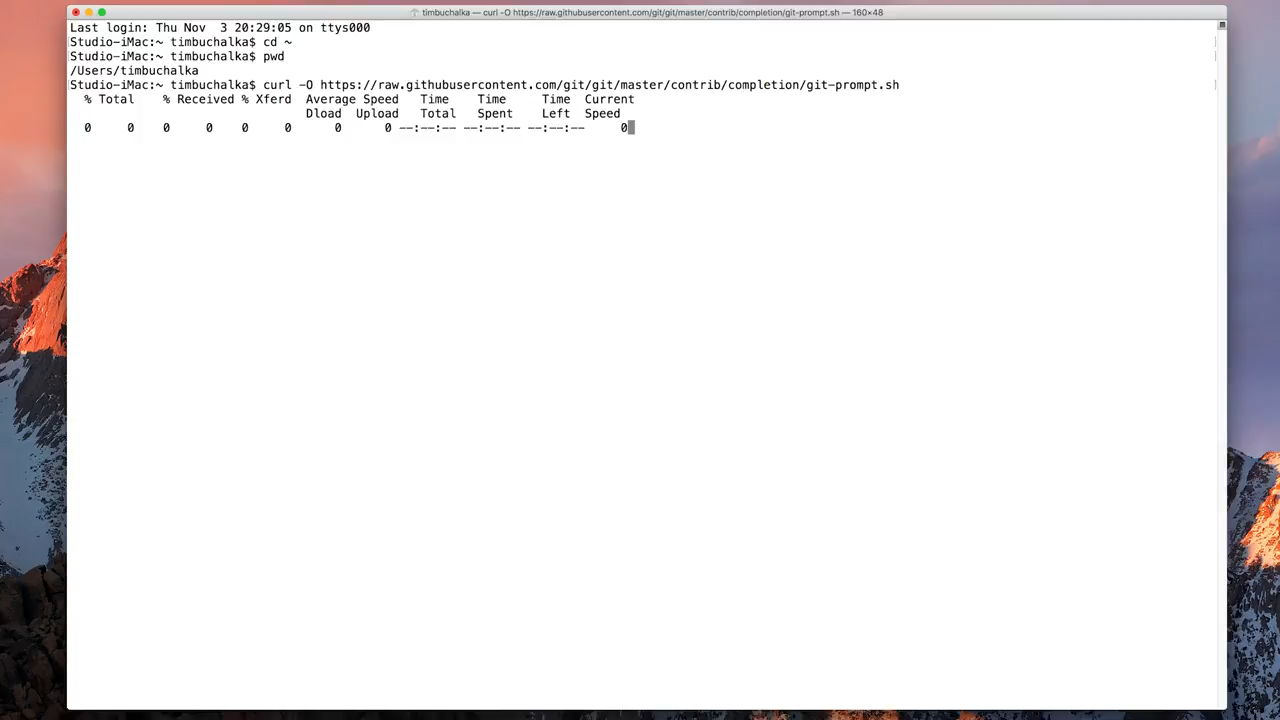 timbuchalka — curl -O https://raw.githubusercontent.com/git/git/master/contrib/completion/git-prompt.sh — 160×48
Last login: Thu Nov  3 20:29:05 on ttys000
Studio-iMac:~ timbuchalka$ cd ~
Studio-iMac:~ timbuchalka$ pwd
/Users/timbuchalka
Studio-iMac:~ timbuchalka$ curl -O https://raw.githubusercontent.com/git/git/master/contrib/completion/git-prompt.sh
  % Total    % Received % Xferd  Average Speed   Time    Time     Time  Current
                                 Dload  Upload   Total   Spent    Left  Speed
  0     0    0     0    0     0      0      0 --:--:-- --:--:-- --:--:--     0